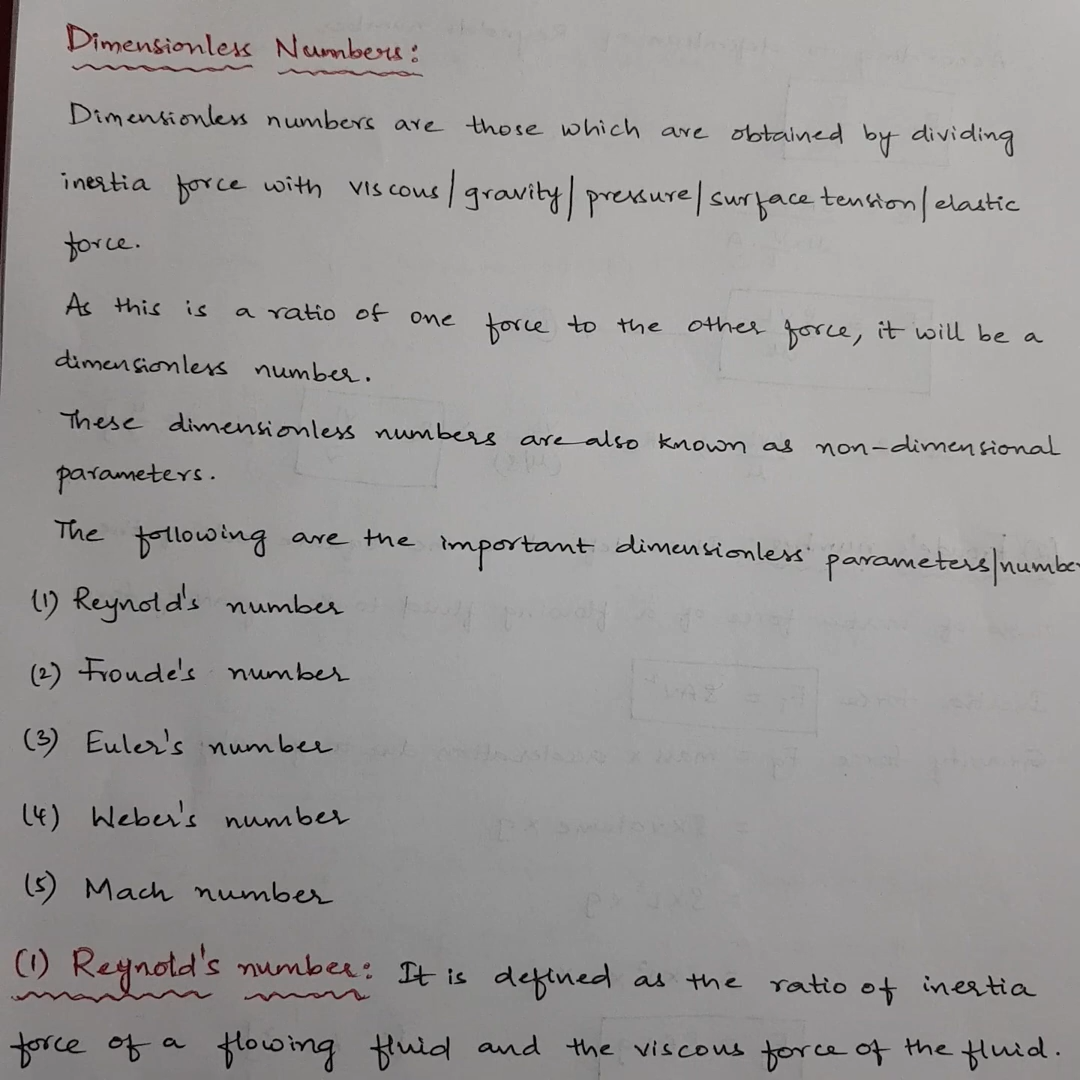 Dimensionless Numbers:
Dimensionless numbers are those which are obtained by dividing
inertia force with viscous/gravity/pressure/surface tension/elastic
force.
As this is a ratio of one force to the other force, it will be a
dimensionless number.
These dimensionless numbers are also known as non-dimensional
parameters.
The following are the important dimensionless parameters/numbe
(1) Reynold's number
(2) Froude's number
(3) Euler's number
(4) Weber's number
(5) Mach number
(1) Reynold's number: It is defined as the ratio of inertia
force of a flowing fluid and the viscous force of the fluid.